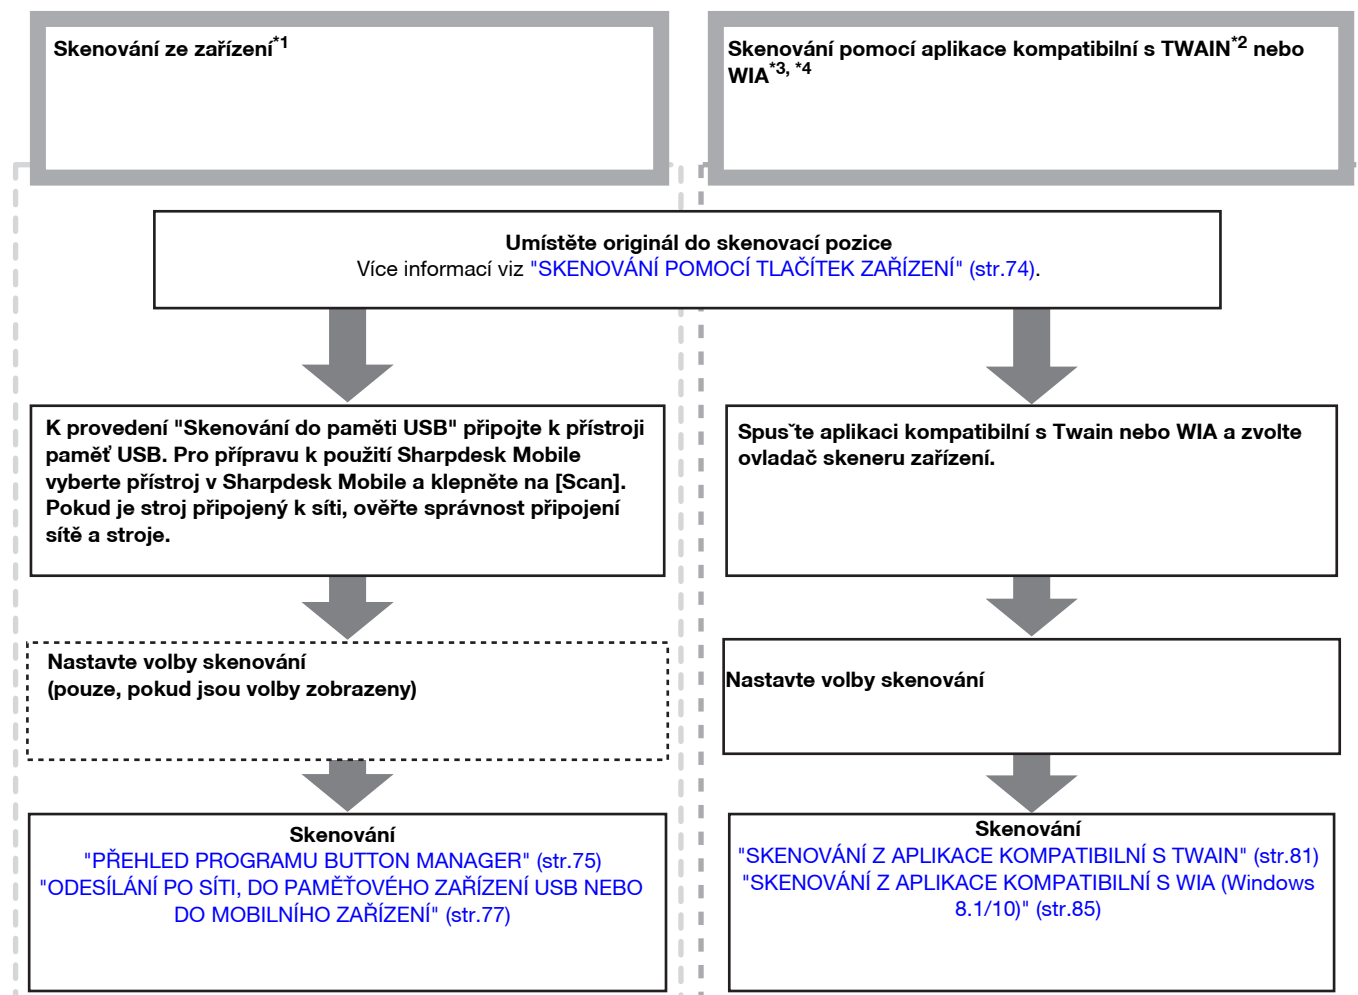 Skenování ze zařízení*1
Skenování pomocí aplikace kompatibilní s TWAIN*2 nebo
WIA*3, *4
Umístěte originál do skenovací pozice
Více informací viz "SKENOVÁNÍ POMOCÍ TLAČÍTEK ZAŘÍZENÍ" (str.74).
K provedení "Skenování do paměti USB" připojte k přístroji
paměť USB. Pro přípravu k použití Sharpdesk Mobile
vyberte přístroj v Sharpdesk Mobile a klepněte na [Scan].
Pokud je stroj připojený k síti, ověřte správnost připojení
sítě a stroje.
Spusˇte aplikaci kompatibilní s Twain nebo WIA a zvolte
ovladač skeneru zařízení.
Nastavte volby skenování
(pouze, pokud jsou volby zobrazeny)
Nastavte volby skenování
Skenování
"PŘEHLED PROGRAMU BUTTON MANAGER" (str.75)
"ODESÍLÁNÍ PO SÍTI, DO PAMĚŤOVÉHO ZAŘÍZENÍ USB NEBO
DO MOBILNÍHO ZAŘÍZENÍ" (str.77)
Skenování
"SKENOVÁNÍ Z APLIKACE KOMPATIBILNÍ S TWAIN" (str.81)
"SKENOVÁNÍ Z APLIKACE KOMPATIBILNÍ S WIA (Windows
8.1/10)" (str.85)